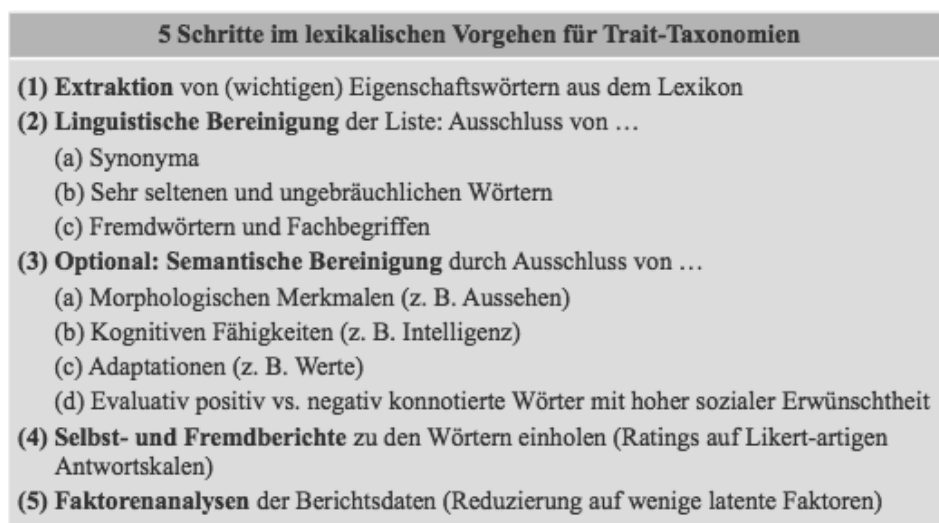 5 Schritte im lexikalischen Vorgehen für Trait-Taxonomien
(1) Extraktion von (wichtigen) Eigenschaftswörtern aus dem Lexikon
(2) Linguistische Bereinigung der Liste: Ausschluss von …
(a) Synonyma
(b) Sehr seltenen und ungebräuchlichen Wörtern
(c) Fremdwörtern und Fachbegriffen
(3) Optional: Semantische Bereinigung durch Ausschluss von …
(a) Morphologischen Merkmalen (z. B. Aussehen)
(b) Kognitiven Fähigkeiten (z. B. Intelligenz)
(c) Adaptationen (z. B. Werte)
(d) Evaluativ positiv vs. negativ konnotierte Wörter mit hoher sozialer Erwünschtheit
(4) Selbst- und Fremdberichte zu den Wörtern einholen (Ratings auf Likert-artigen
Antwortskalen)
(5) Faktorenanalysen der Berichtsdaten (Reduzierung auf wenige latente Faktoren)